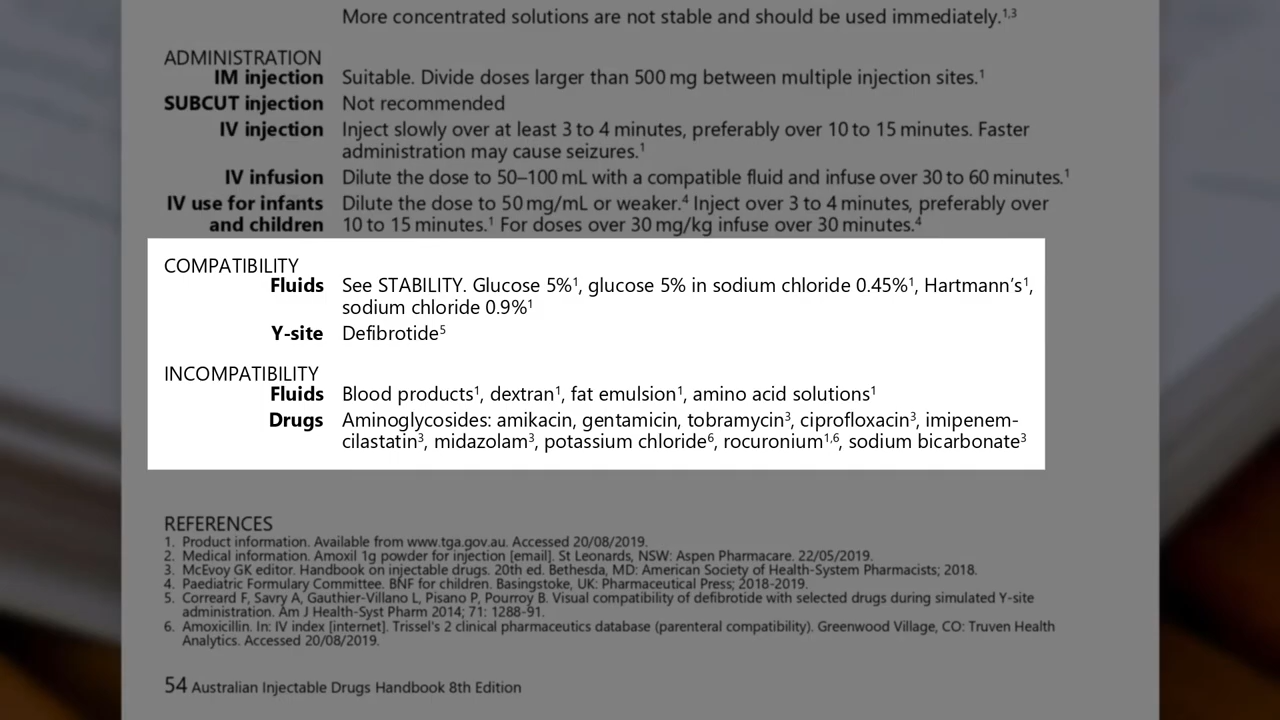 More concentrated solutions are not stable and should be used immediately.1,3
ADMINISTRATION
IM injection Suitable. Divide doses larger than 500 mg between multiple injection sites.1
SUBCUT injection Not recommended
IV injection Inject slowly over at least 3 to 4 minutes, preferably over 10 to 15 minutes. Faster
administration may cause seizures.1
IV infusion Dilute the dose to 50–100 mL with a compatible fluid and infuse over 30 to 60 minutes.1
IV use for infants Dilute the dose to 50 mg/mL or weaker.4 Inject over 3 to 4 minutes, preferably over
and children 10 to 15 minutes.1 For doses over 30 mg/kg infuse over 30 minutes.4
COMPATIBILITY
Fluids See STABILITY. Glucose 5%1, glucose 5% in sodium chloride 0.45%1, Hartmann's1,
sodium chloride 0.9%1
Y-site Defibrotide5
INCOMPATIBILITY
Fluids Blood products1, dextran1, fat emulsion1, amino acid solutions1
Drugs Aminoglycosides: amikacin, gentamicin, tobramycin3, ciprofloxacin3, imipenem-
cilastatin3, midazolam3, potassium chloride6, rocuronium1,6, sodium bicarbonate3
REFERENCES
1. Product information. Available from www.tga.gov.au. Accessed 20/08/2019.
2. Medical information. Amoxil 1g powder for injection [email]. St Leonards, NSW: Aspen Pharmacare. 22/05/2019.
3. McEvoy GK editor. Handbook on injectable drugs. 20th ed. Bethesda, MD: American Society of Health-System Pharmacists; 2018.
4. Paediatric Formulary Committee. BNF for children. Basingstoke, UK: Pharmaceutical Press; 2018-2019.
5. Correard F, Savry A, Gauthier-Villano L, Pisano P, Pourroy B. Visual compatibility of defibrotide with selected drugs during simulated Y-site
administration. Am J Health-Syst Pharm 2014; 71: 1288-91.
6. Amoxicillin. In: IV index [internet]. Trissel's 2 clinical pharmaceutics database (parenteral compatibility). Greenwood Village, CO: Truven Health
Analytics. Accessed 20/08/2019.
54 Australian Injectable Drugs Handbook 8th Edition